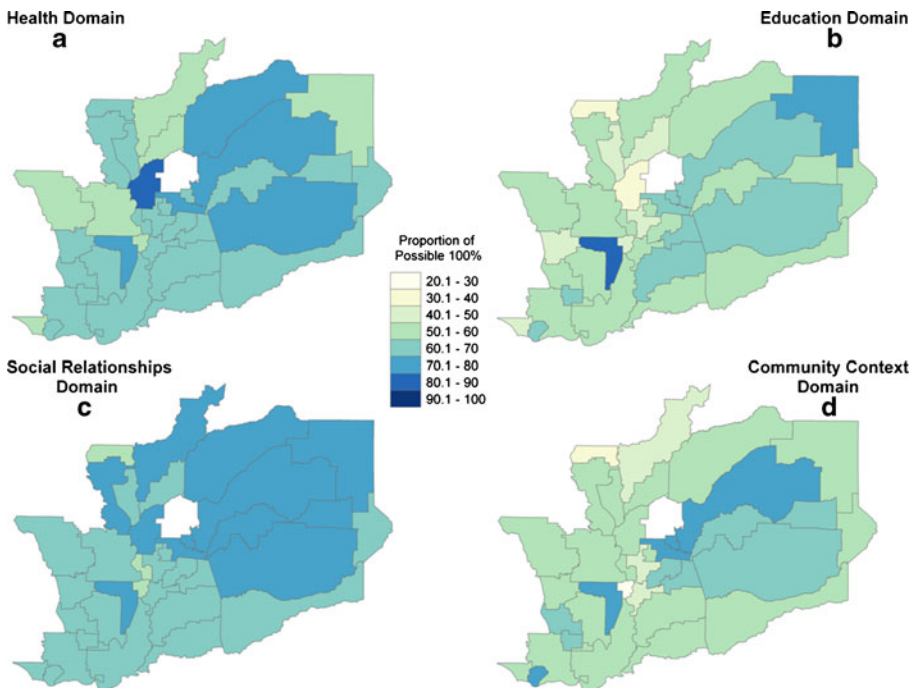 Health Domain
a
Education Domain
b
Proportion of
Possible 100%
20.1 - 30
30.1 - 40
40.1 - 50
50.1 - 60
60.1 - 70
70.1 - 80
80.1 - 90
90.1 - 100
Social Relationships
Domain
c
Community Context
Domain
d